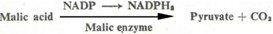 NADP ⟶ NADPH₂
Malic acid ⟶ Pyruvate + CO₂
Malic enzyme